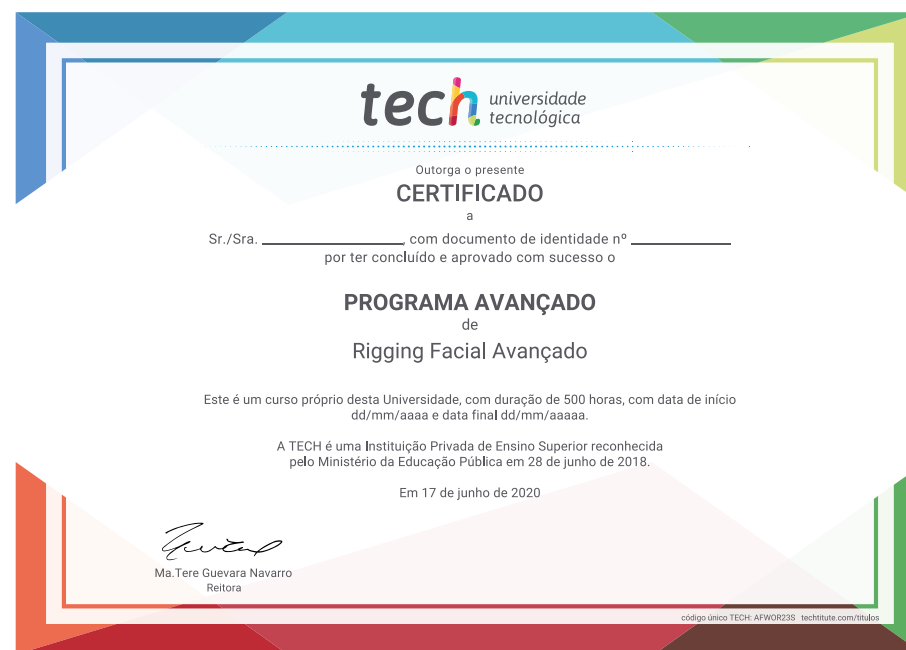 tech universidade
tecnológica
Outorga o presente
CERTIFICADO
a
Sr./Sra. ____________________, com documento de identidade nº ______________
por ter concluído e aprovado com sucesso o
PROGRAMA AVANÇADO
de
Rigging Facial Avançado
Este é um curso próprio desta Universidade, com duração de 500 horas, com data de início
dd/mm/aaaa e data final dd/mm/aaaaa.
A TECH é uma Instituição Privada de Ensino Superior reconhecida
pelo Ministério da Educação Pública em 28 de junho de 2018.
Em 17 de junho de 2020
Ma.Tere Guevara Navarro
Reitora
código único TECH: AFWOR23S techtitute.com/titulos